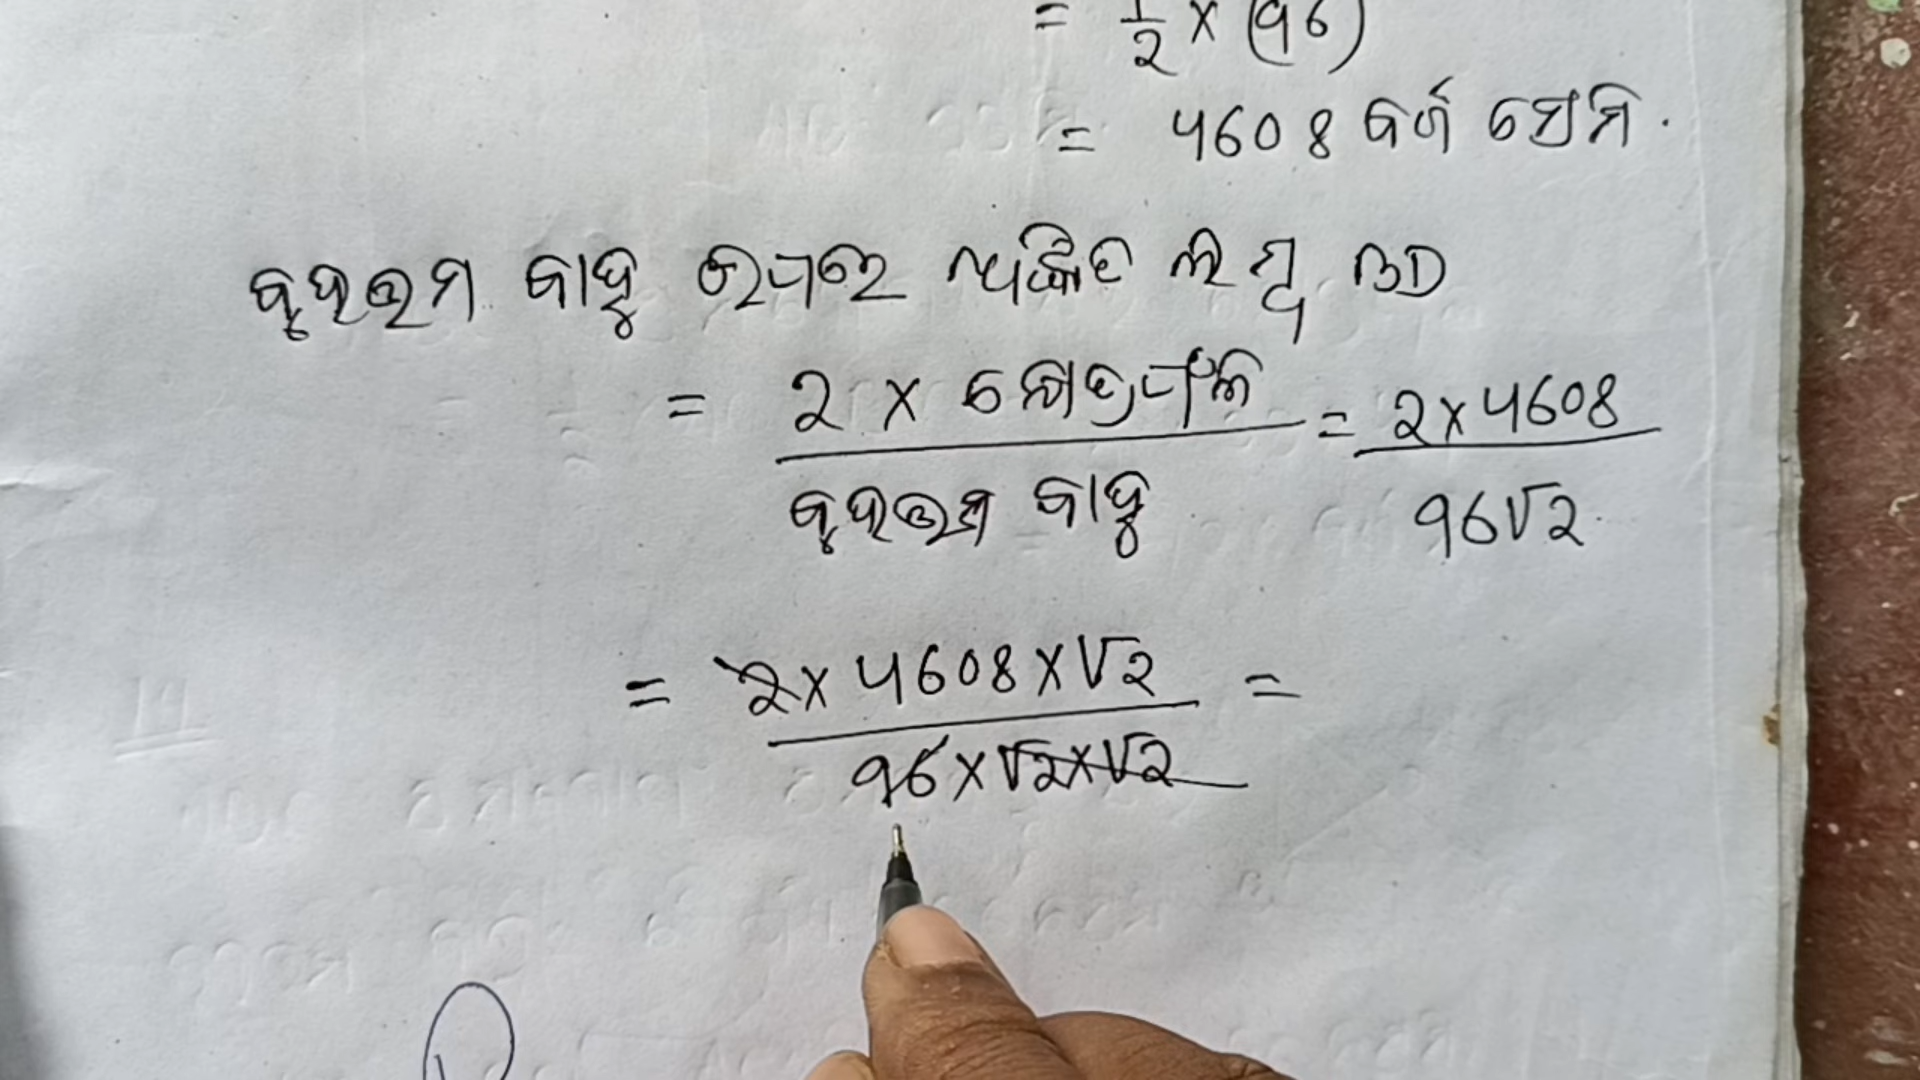 = 1/2 × (96)
= 4608 ବର୍ଗ ସେମି.
ବୃହତ୍ତମ ବାହୁ ଉପରେ ଅଙ୍କିତ ଲମ୍ବ BD
= 2 × କ୍ଷେତ୍ରଫଳ / ବୃହତ୍ତମ ବାହୁ = 2 × 4608 / 96√2
= 2 × 4608 × √2 / 96 × √2 × √2 =